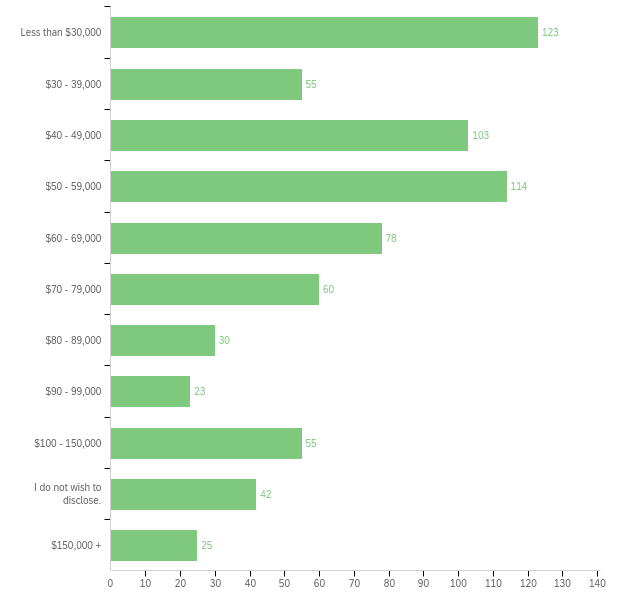 Less than $30,000 123
$30 - 39,000 55
$40 - 49,000 103
$50 - 59,000 114
$60 - 69,000 78
$70 - 79,000 60
$80 - 89,000 30
$90 - 99,000 23
$100 - 150,000 55
I do not wish to
disclose. 42
$150,000 + 25
0 10 20 30 40 50 60 70 80 90 100 110 120 130 140